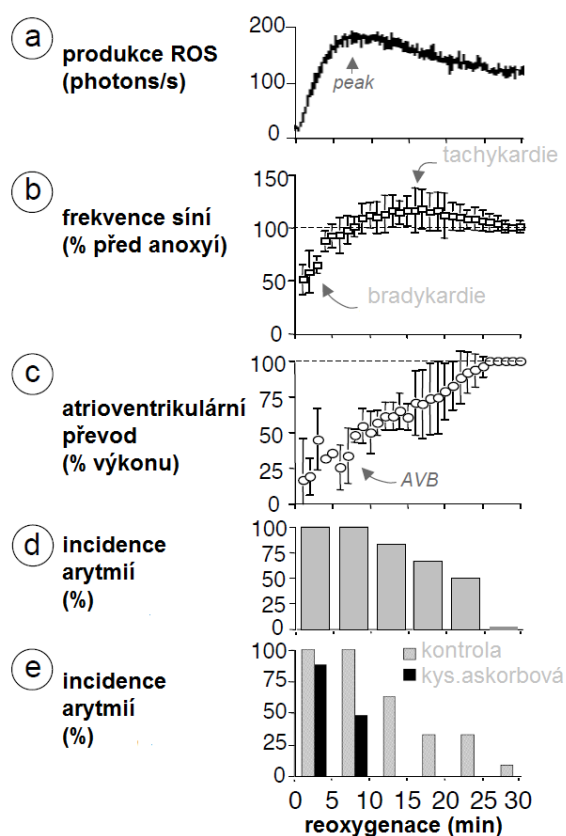 a
produkce ROS
(photons/s)
200
100
0
peak
b
frekvence síní
(% před anoxyí)
150
100
50
0
tachykardie
bradykardie
c
atrioventrikulární
převod
(% výkonu)
100
75
50
25
0
AVB
d
incidence
arytmií
(%)
100
75
50
25
0
e
incidence
arytmií
(%)
100
75
50
25
0
kontrola
kys.askorbová
0 5 10 15 20 25 30
reoxygenace (min)